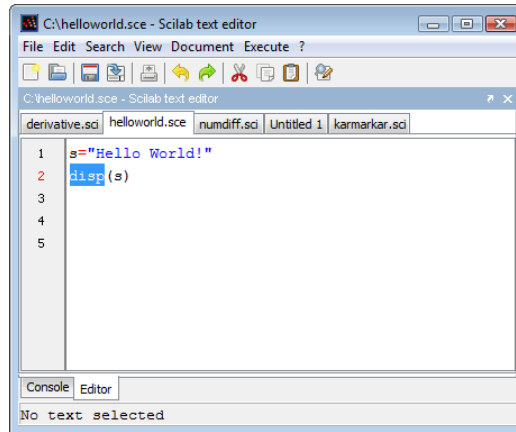 C:\helloworld.sce - Scilab text editor
File Edit Search View Document Execute ?
C:\helloworld.sce - Scilab text editor
derivative.sci helloworld.sce numdiff.sci Untitled 1 karmarkar.sci
1 s="Hello World!"
2 disp(s)
3
4
5
Console Editor
No text selected